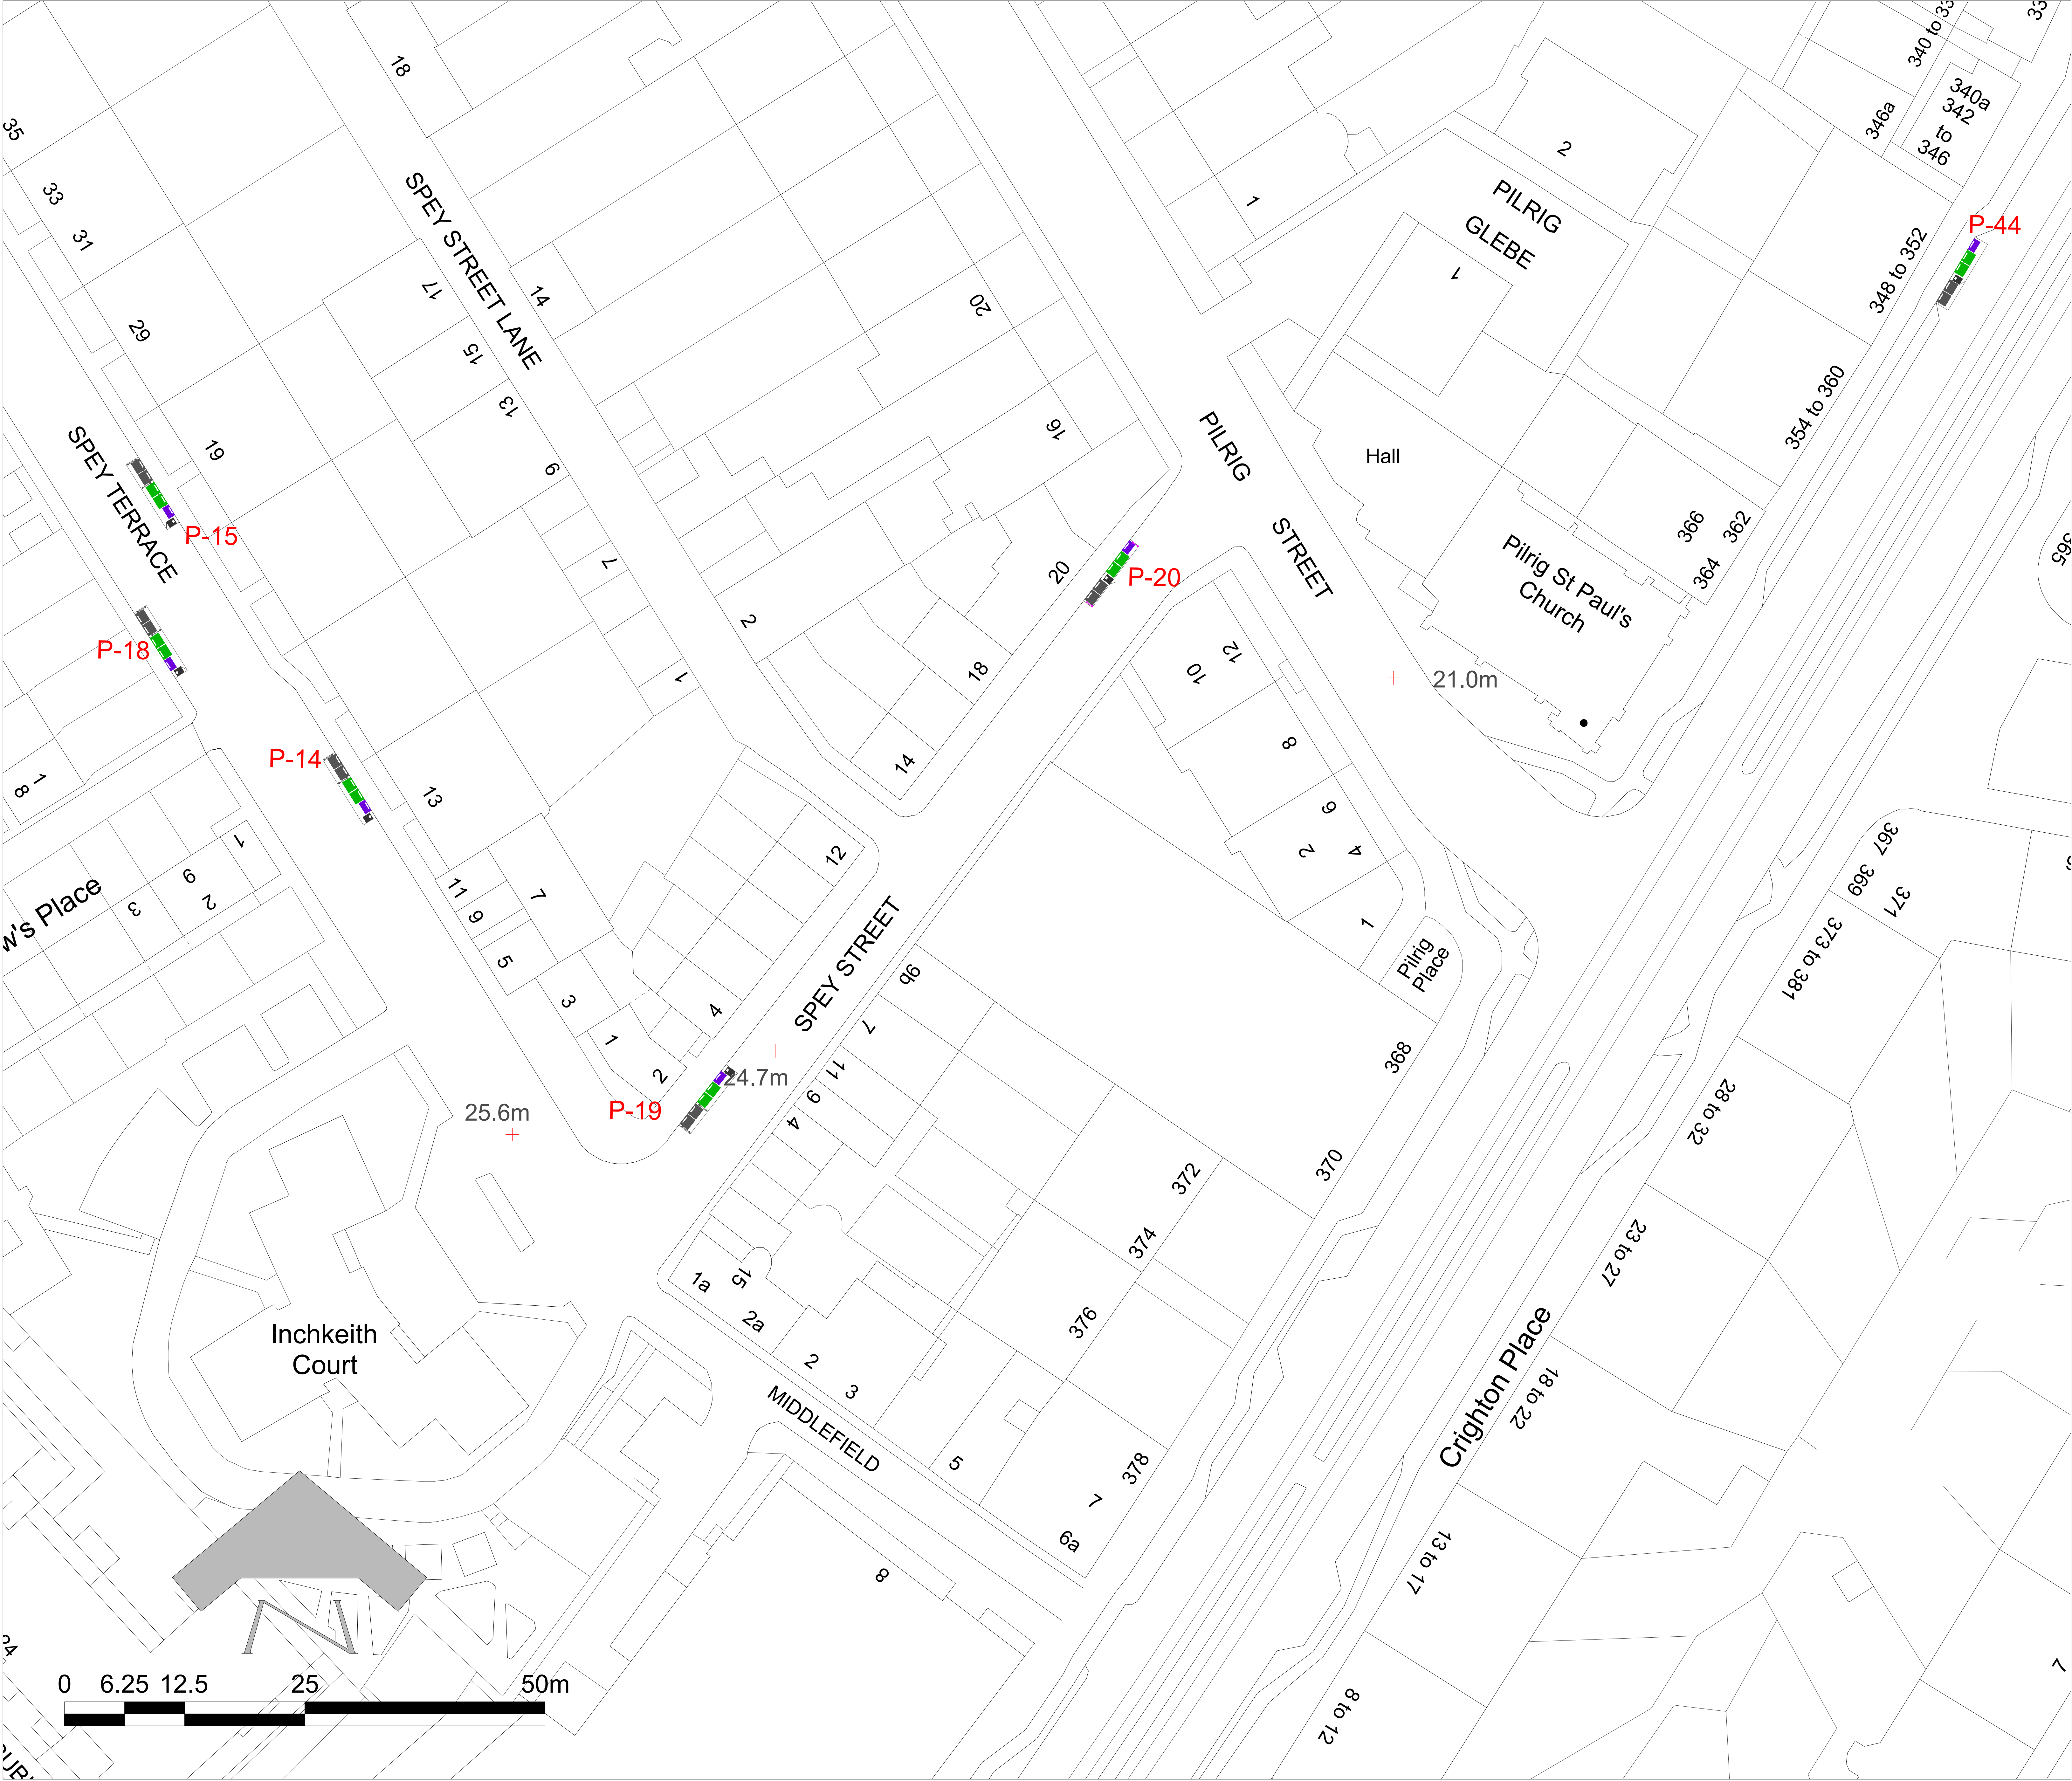 18
35
33
31
29
19
SPEY STREET LANE
17
15
13
9
7
1
14
2
20
16
1
PILRIG
GLEBE
2
1
340 to
33
346a
340a
342
to
346
P-44
348 to 352
354 to 360
Hall
366
362
364
Pilrig St Paul's
Church
21.0m
365
SPEY TERRACE
P-15
P-18
P-14
PILRIG
STREET
20
P-20
18
14
12
10
8
6
4
2
1
Pilrig
Place
1
8
1
9
2
3
w's Place
13
11
9
7
5
3
1
2
4
12
SPEY STREET
24.7m
P-19
25.6m
9b
7
11
9
4
1a
15
2a
2
3
5
7
6a
MIDDLEFIELD
8
368
370
372
374
376
378
367
369
371
373 to 381
28 to 32
23 to 27
Crighton Place
18 to 22
13 to 17
8 to 12
7
Inchkeith
Court
N
0 6.25 12.5 25 50m